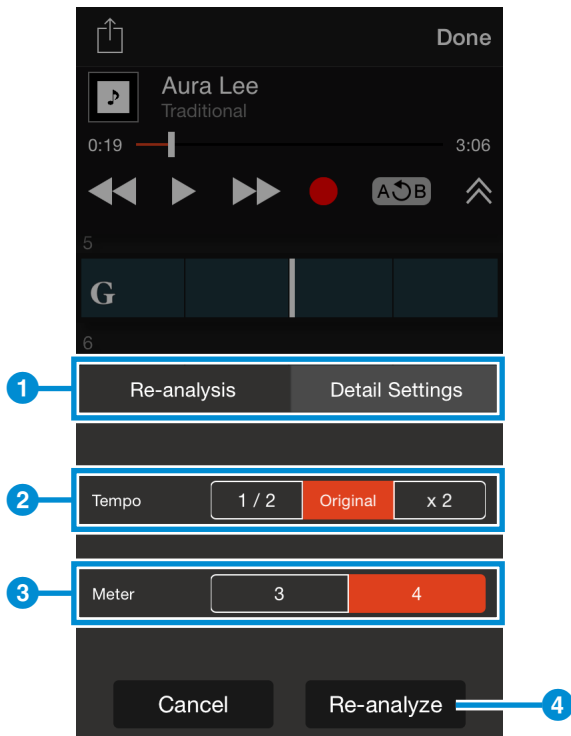 Done
Aura Lee
Traditional
0:19 3:06
A B
5
G
6
1 Re-analysis Detail Settings
2 Tempo 1 / 2 Original x 2
3 Meter 3 4
Cancel Re-analyze 4